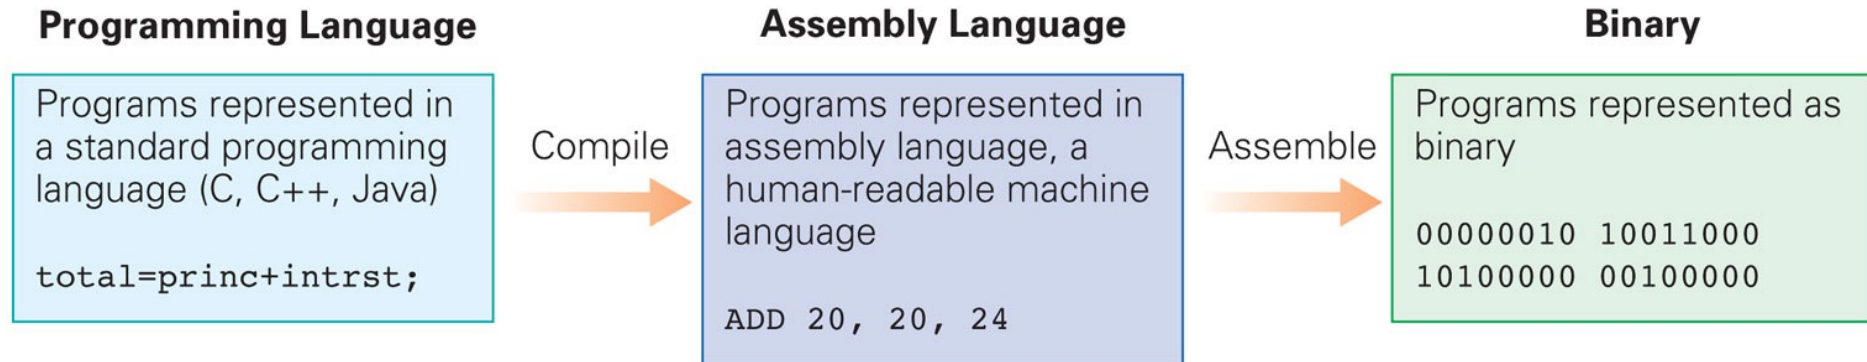 Programming Language
Programs represented in
a standard programming
language (C, C++, Java)
total=princ+intrst;
Compile
Assembly Language
Programs represented in
assembly language, a
human-readable machine
language
ADD 20, 20, 24
Assemble
Binary
Programs represented as
binary
00000010 10011000
10100000 00100000